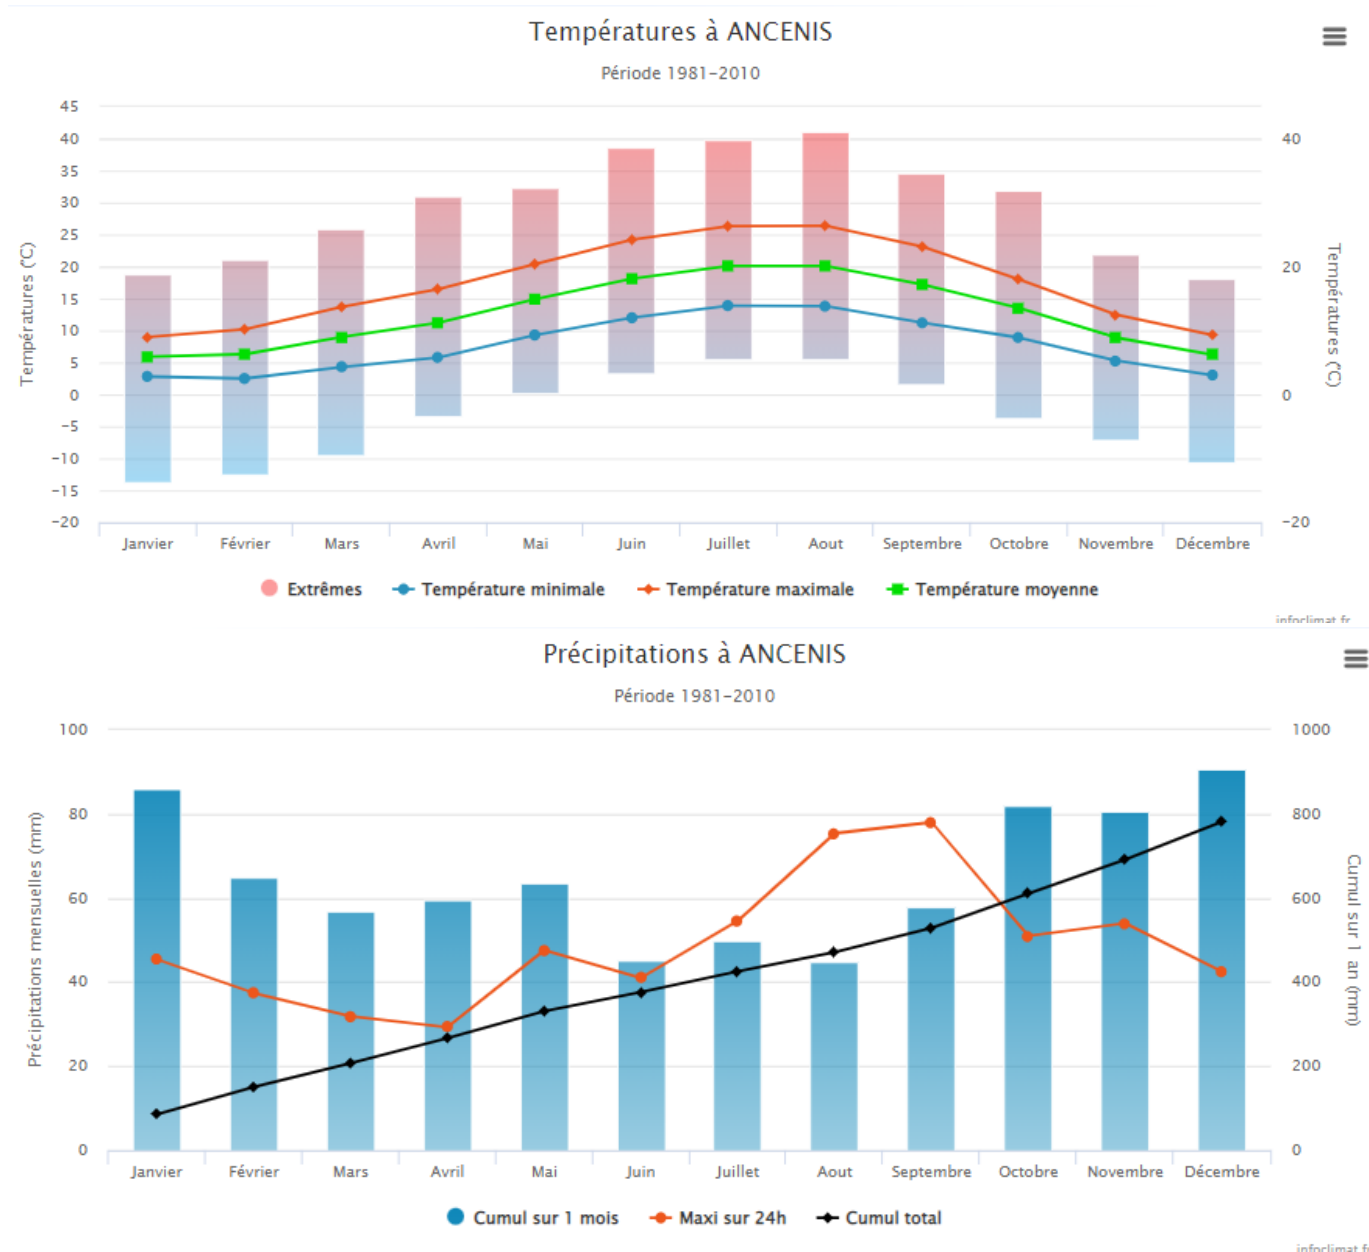 Températures à ANCENIS
Période 1981-2010
45
40
35
30
25
20
15
10
5
0
-5
-10
-15
-20
Températures (°C)
40
20
0
-20
Températures (°C)
Janvier Février Mars Avril Mai Juin Juillet Aout Septembre Octobre Novembre Décembre
Extrêmes Température minimale Température maximale Température moyenne
infoclimat.fr
Précipitations à ANCENIS
Période 1981-2010
100
80
60
40
20
0
Précipitations mensuelles (mm)
1000
800
600
400
200
0
Cumul sur 1 an (mm)
Janvier Février Mars Avril Mai Juin Juillet Aout Septembre Octobre Novembre Décembre
Cumul sur 1 mois Maxi sur 24h Cumul total
infoclimat.fr